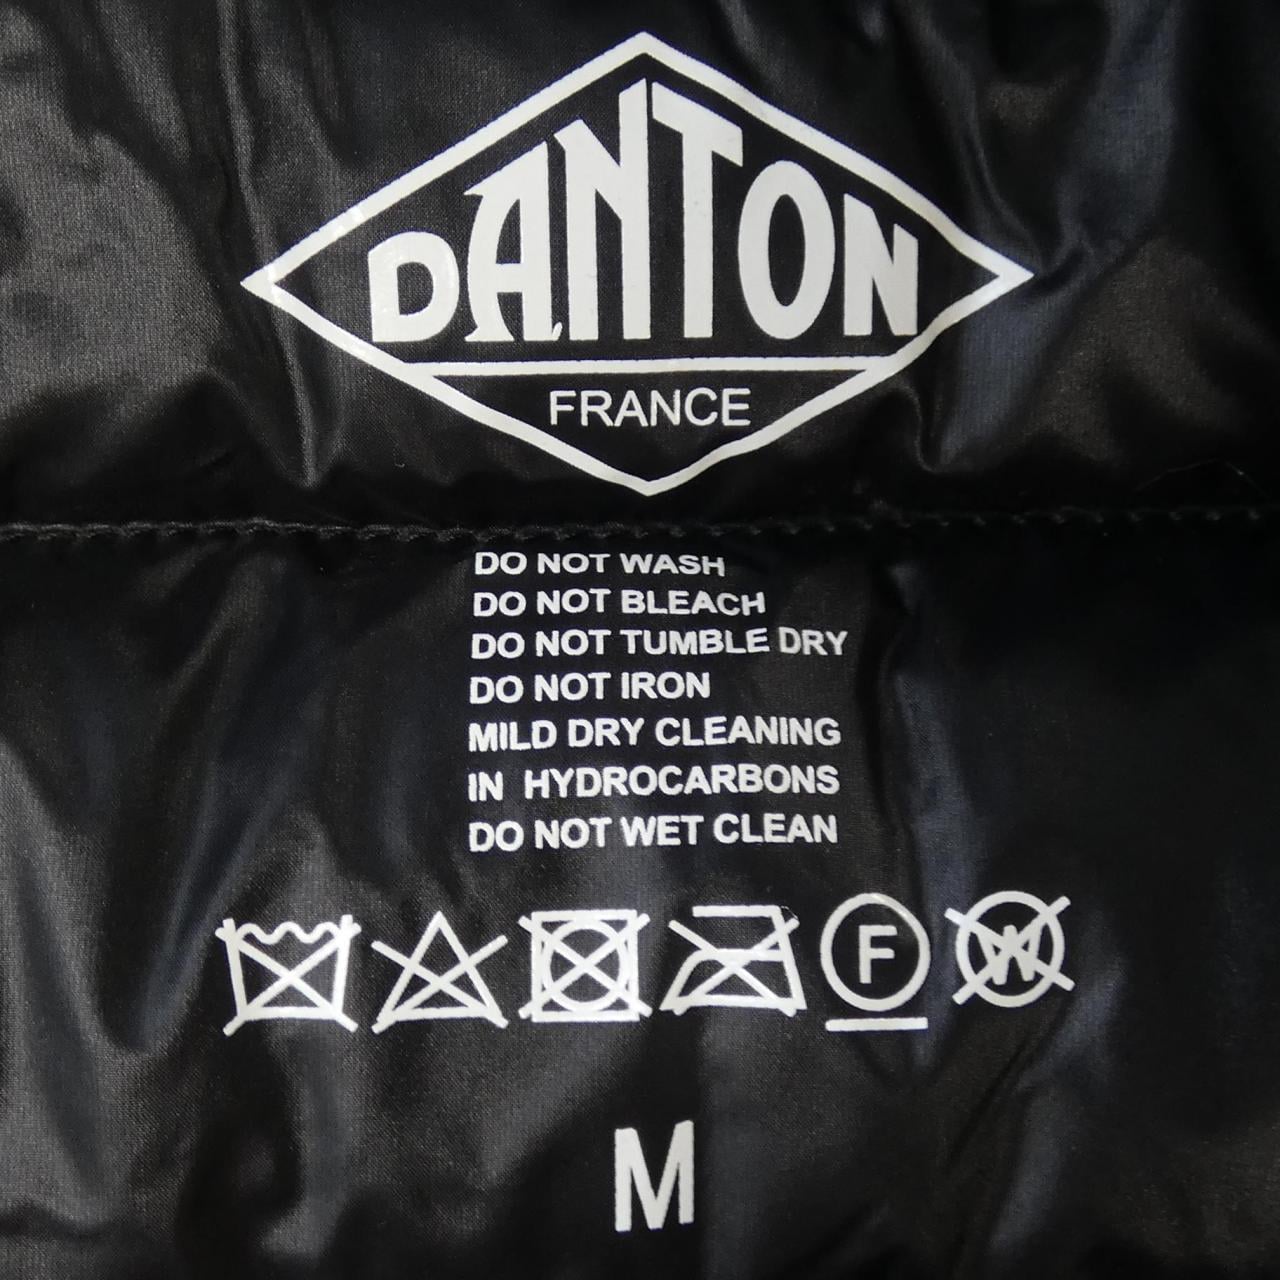 DANTON
FRANCE
DO NOT WASH
DO NOT BLEACH
DO NOT TUMBLE DRY
DO NOT IRON
MILD DRY CLEANING
IN HYDROCARBONS
DO NOT WET CLEAN
F W
M